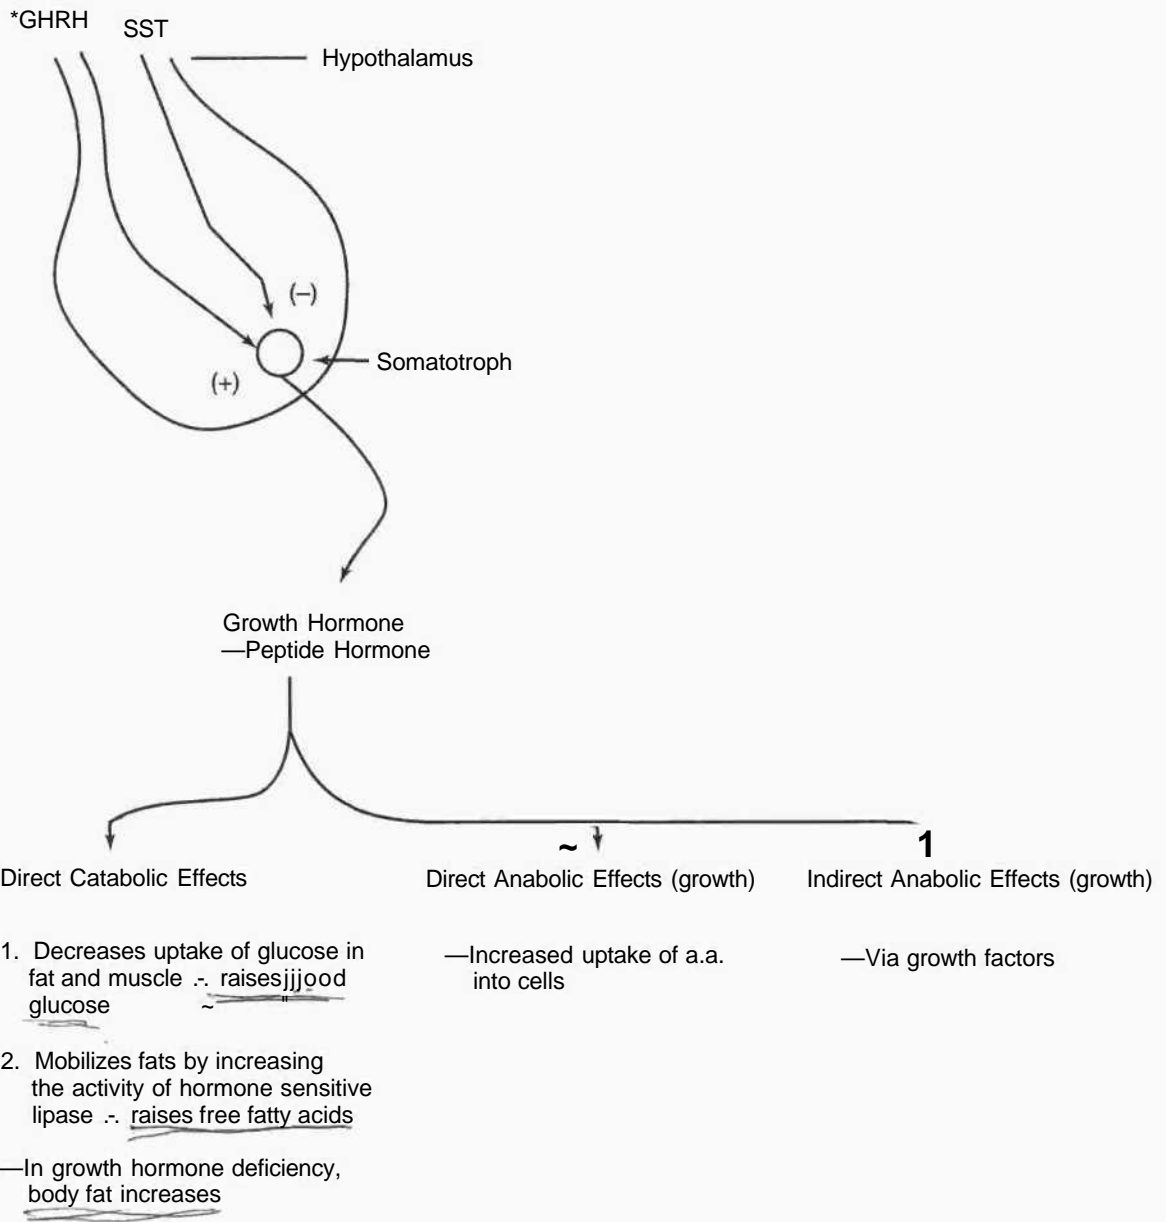 *GHRH
SST
Hypothalamus
(–)
Somatotroph
(+)
Growth Hormone
—Peptide Hormone
~
1
Direct Catabolic Effects
Direct Anabolic Effects (growth)
Indirect Anabolic Effects (growth)
1. Decreases uptake of glucose in
fat and muscle .-. raisesjjjood
glucose ~ "
2. Mobilizes fats by increasing
the activity of hormone sensitive
lipase .-. raises free fatty acids
—In growth hormone deficiency,
body fat increases
—Increased uptake of a.a.
into cells
—Via growth factors